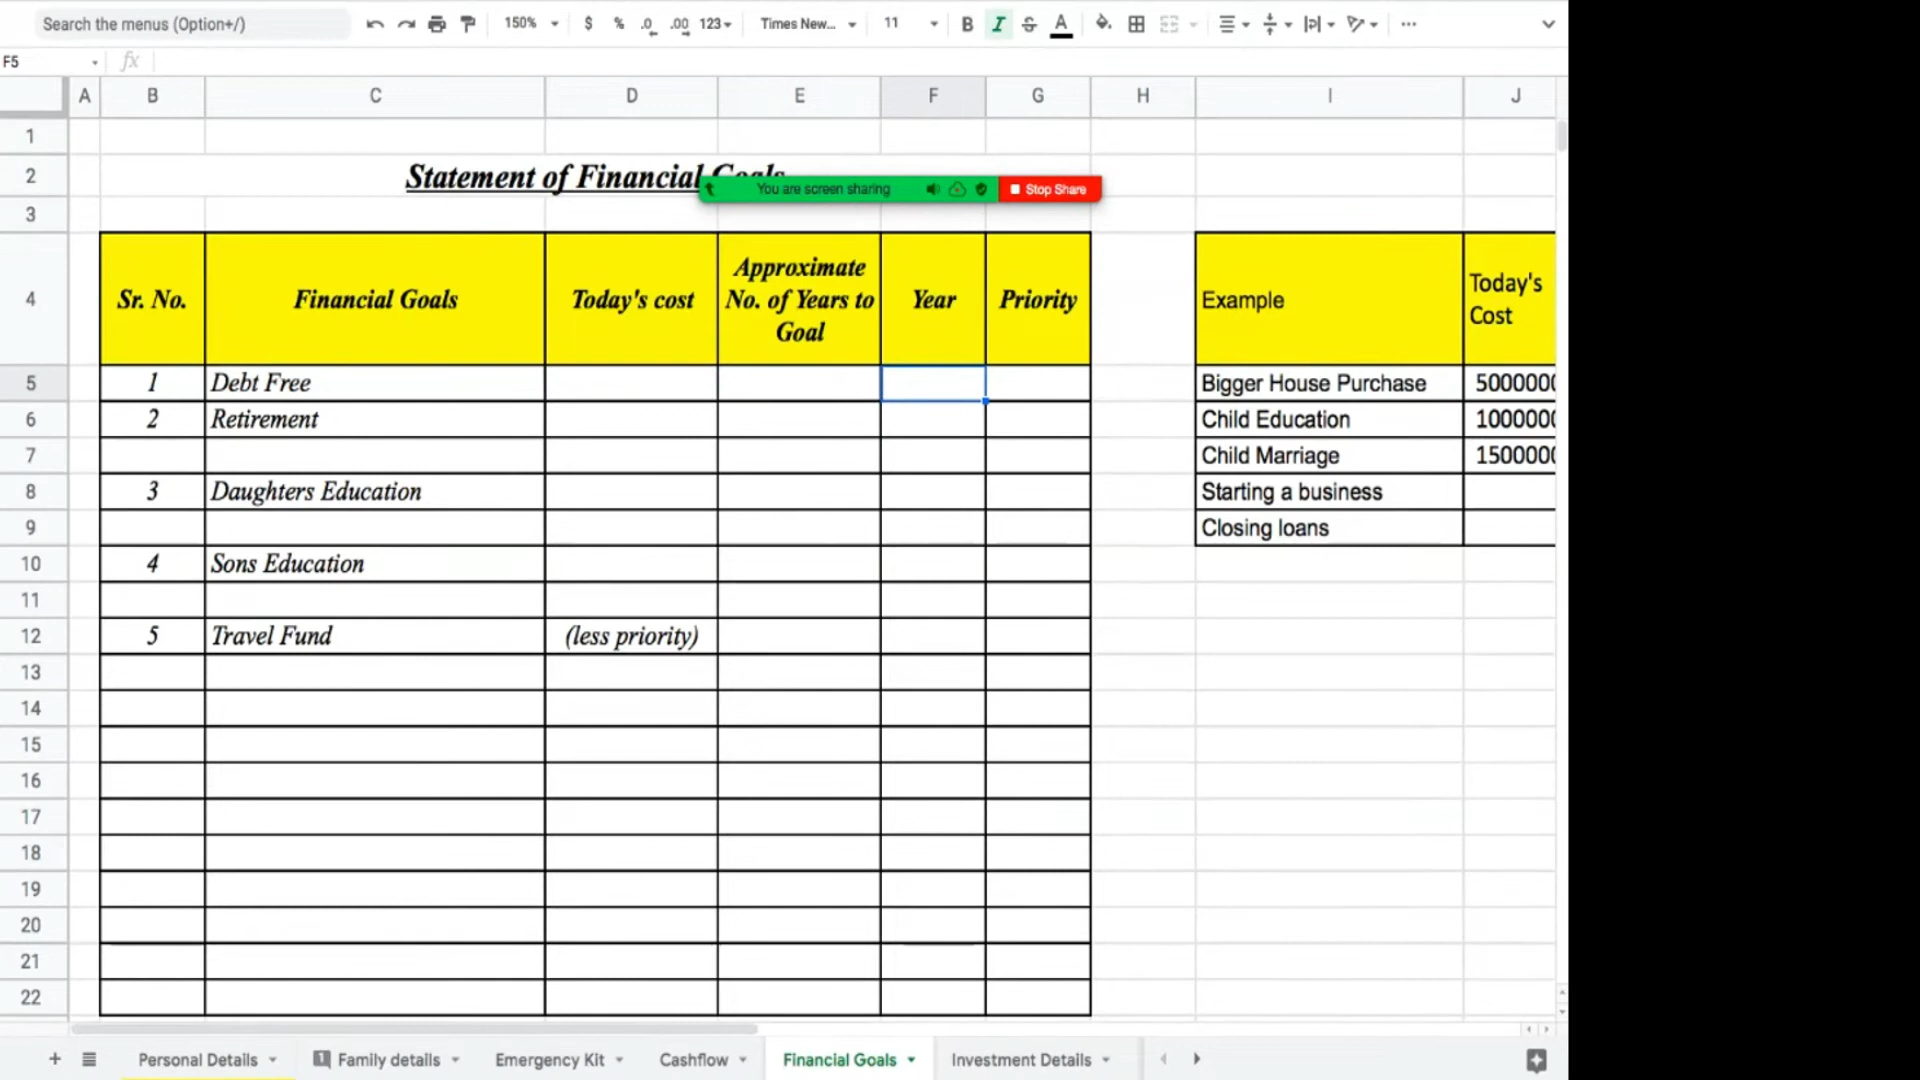 Search the menus (Option+/)
150%
$ % .0 .00 123
Times New...
11
B I S A
F5
fx
A B C D E F G H I J
1
2 Statement of Financial Goals
You are screen sharing
Stop Share
3
4 Sr. No. Financial Goals Today's cost Approximate No. of Years to Goal Year Priority Example Today's Cost
5 1 Debt Free Bigger House Purchase 5000000
6 2 Retirement Child Education 1000000
7 Child Marriage 1500000
8 3 Daughters Education Starting a business
9 Closing loans
10 4 Sons Education
11
12 5 Travel Fund (less priority)
13
14
15
16
17
18
19
20
21
22
Personal Details
1 Family details
Emergency Kit
Cashflow
Financial Goals
Investment Details